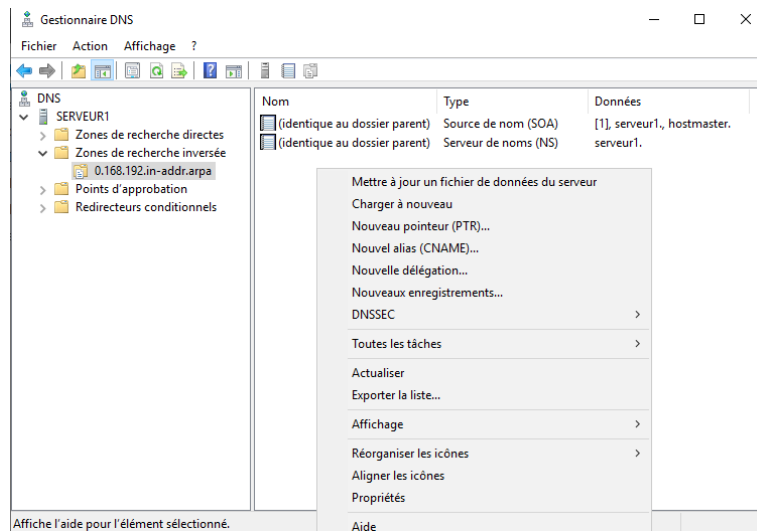 Gestionnaire DNS
Fichier Action Affichage ?
DNS
SERVEUR1
Zones de recherche directes
Zones de recherche inversée
0.168.192.in-addr.arpa
Points d'approbation
Redirecteurs conditionnels
Nom Type Données
(identique au dossier parent) Source de nom (SOA) [1], serveur1., hostmaster.
(identique au dossier parent) Serveur de noms (NS) serveur1.
Mettre à jour un fichier de données du serveur
Charger à nouveau
Nouveau pointeur (PTR)...
Nouvel alias (CNAME)...
Nouvelle délégation...
Nouveaux enregistrements...
DNSSEC
Toutes les tâches
Actualiser
Exporter la liste...
Affichage
Réorganiser les icônes
Aligner les icônes
Propriétés
Aide
Affiche l'aide pour l'élément sélectionné.